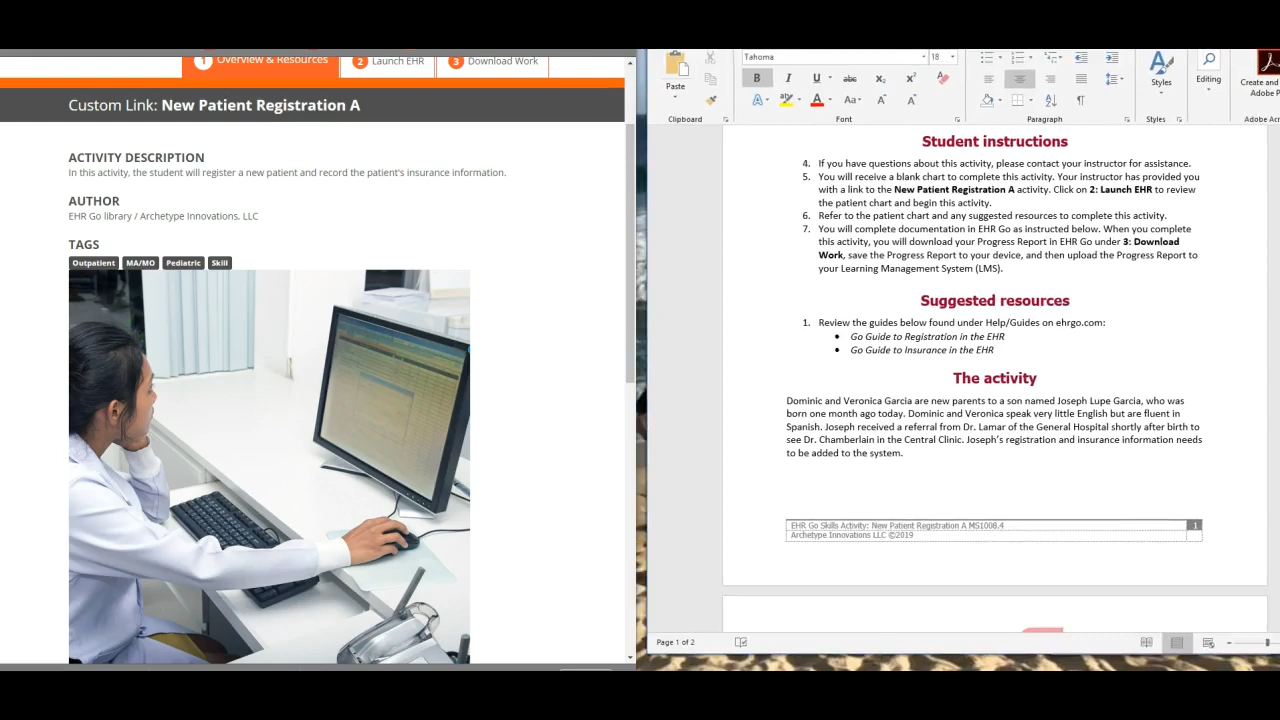 1 Overview & Resources
2 Launch EHR
3 Download Work
Custom Link: New Patient Registration A
ACTIVITY DESCRIPTION
In this activity, the student will register a new patient and record the patient's insurance information.
AUTHOR
EHR Go library / Archetype Innovations, LLC
TAGS
Outpatient MA/MO Pediatric Skill
Tahoma 18
Paste
B I U abc x₂ x²
A A Aa A A
Styles
Editing
Create and
Adobe P
Clipboard Font Paragraph Styles Adobe Ac
Student instructions
4. If you have questions about this activity, please contact your instructor for assistance.
5. You will receive a blank chart to complete this activity. Your instructor has provided you
with a link to the New Patient Registration A activity. Click on 2: Launch EHR to review
the patient chart and begin this activity.
6. Refer to the patient chart and any suggested resources to complete this activity.
7. You will complete documentation in EHR Go as instructed below. When you complete
this activity, you will download your Progress Report in EHR Go under 3: Download
Work, save the Progress Report to your device, and then upload the Progress Report to
your Learning Management System (LMS).
Suggested resources
1. Review the guides below found under Help/Guides on ehrgo.com:
• Go Guide to Registration in the EHR
• Go Guide to Insurance in the EHR
The activity
Dominic and Veronica Garcia are new parents to a son named Joseph Lupe Garcia, who was
born one month ago today. Dominic and Veronica speak very little English but are fluent in
Spanish. Joseph received a referral from Dr. Lamar of the General Hospital shortly after birth to
see Dr. Chamberlain in the Central Clinic. Joseph's registration and insurance information needs
to be added to the system.
EHR Go Skills Activity: New Patient Registration A MS1008.4 1
Archetype Innovations LLC ©2019
Page 1 of 2